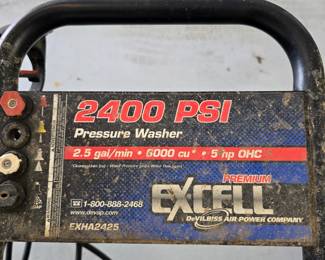 2400 PSI
Pressure Washer
2.5 gal/min • 6000 cu* • 5 hp OHC
PREMIUM
EXCELL
DeVILBISS AIR POWER COMPANY
☎ 1-800-888-2468
www.devap.com
EXHA2425